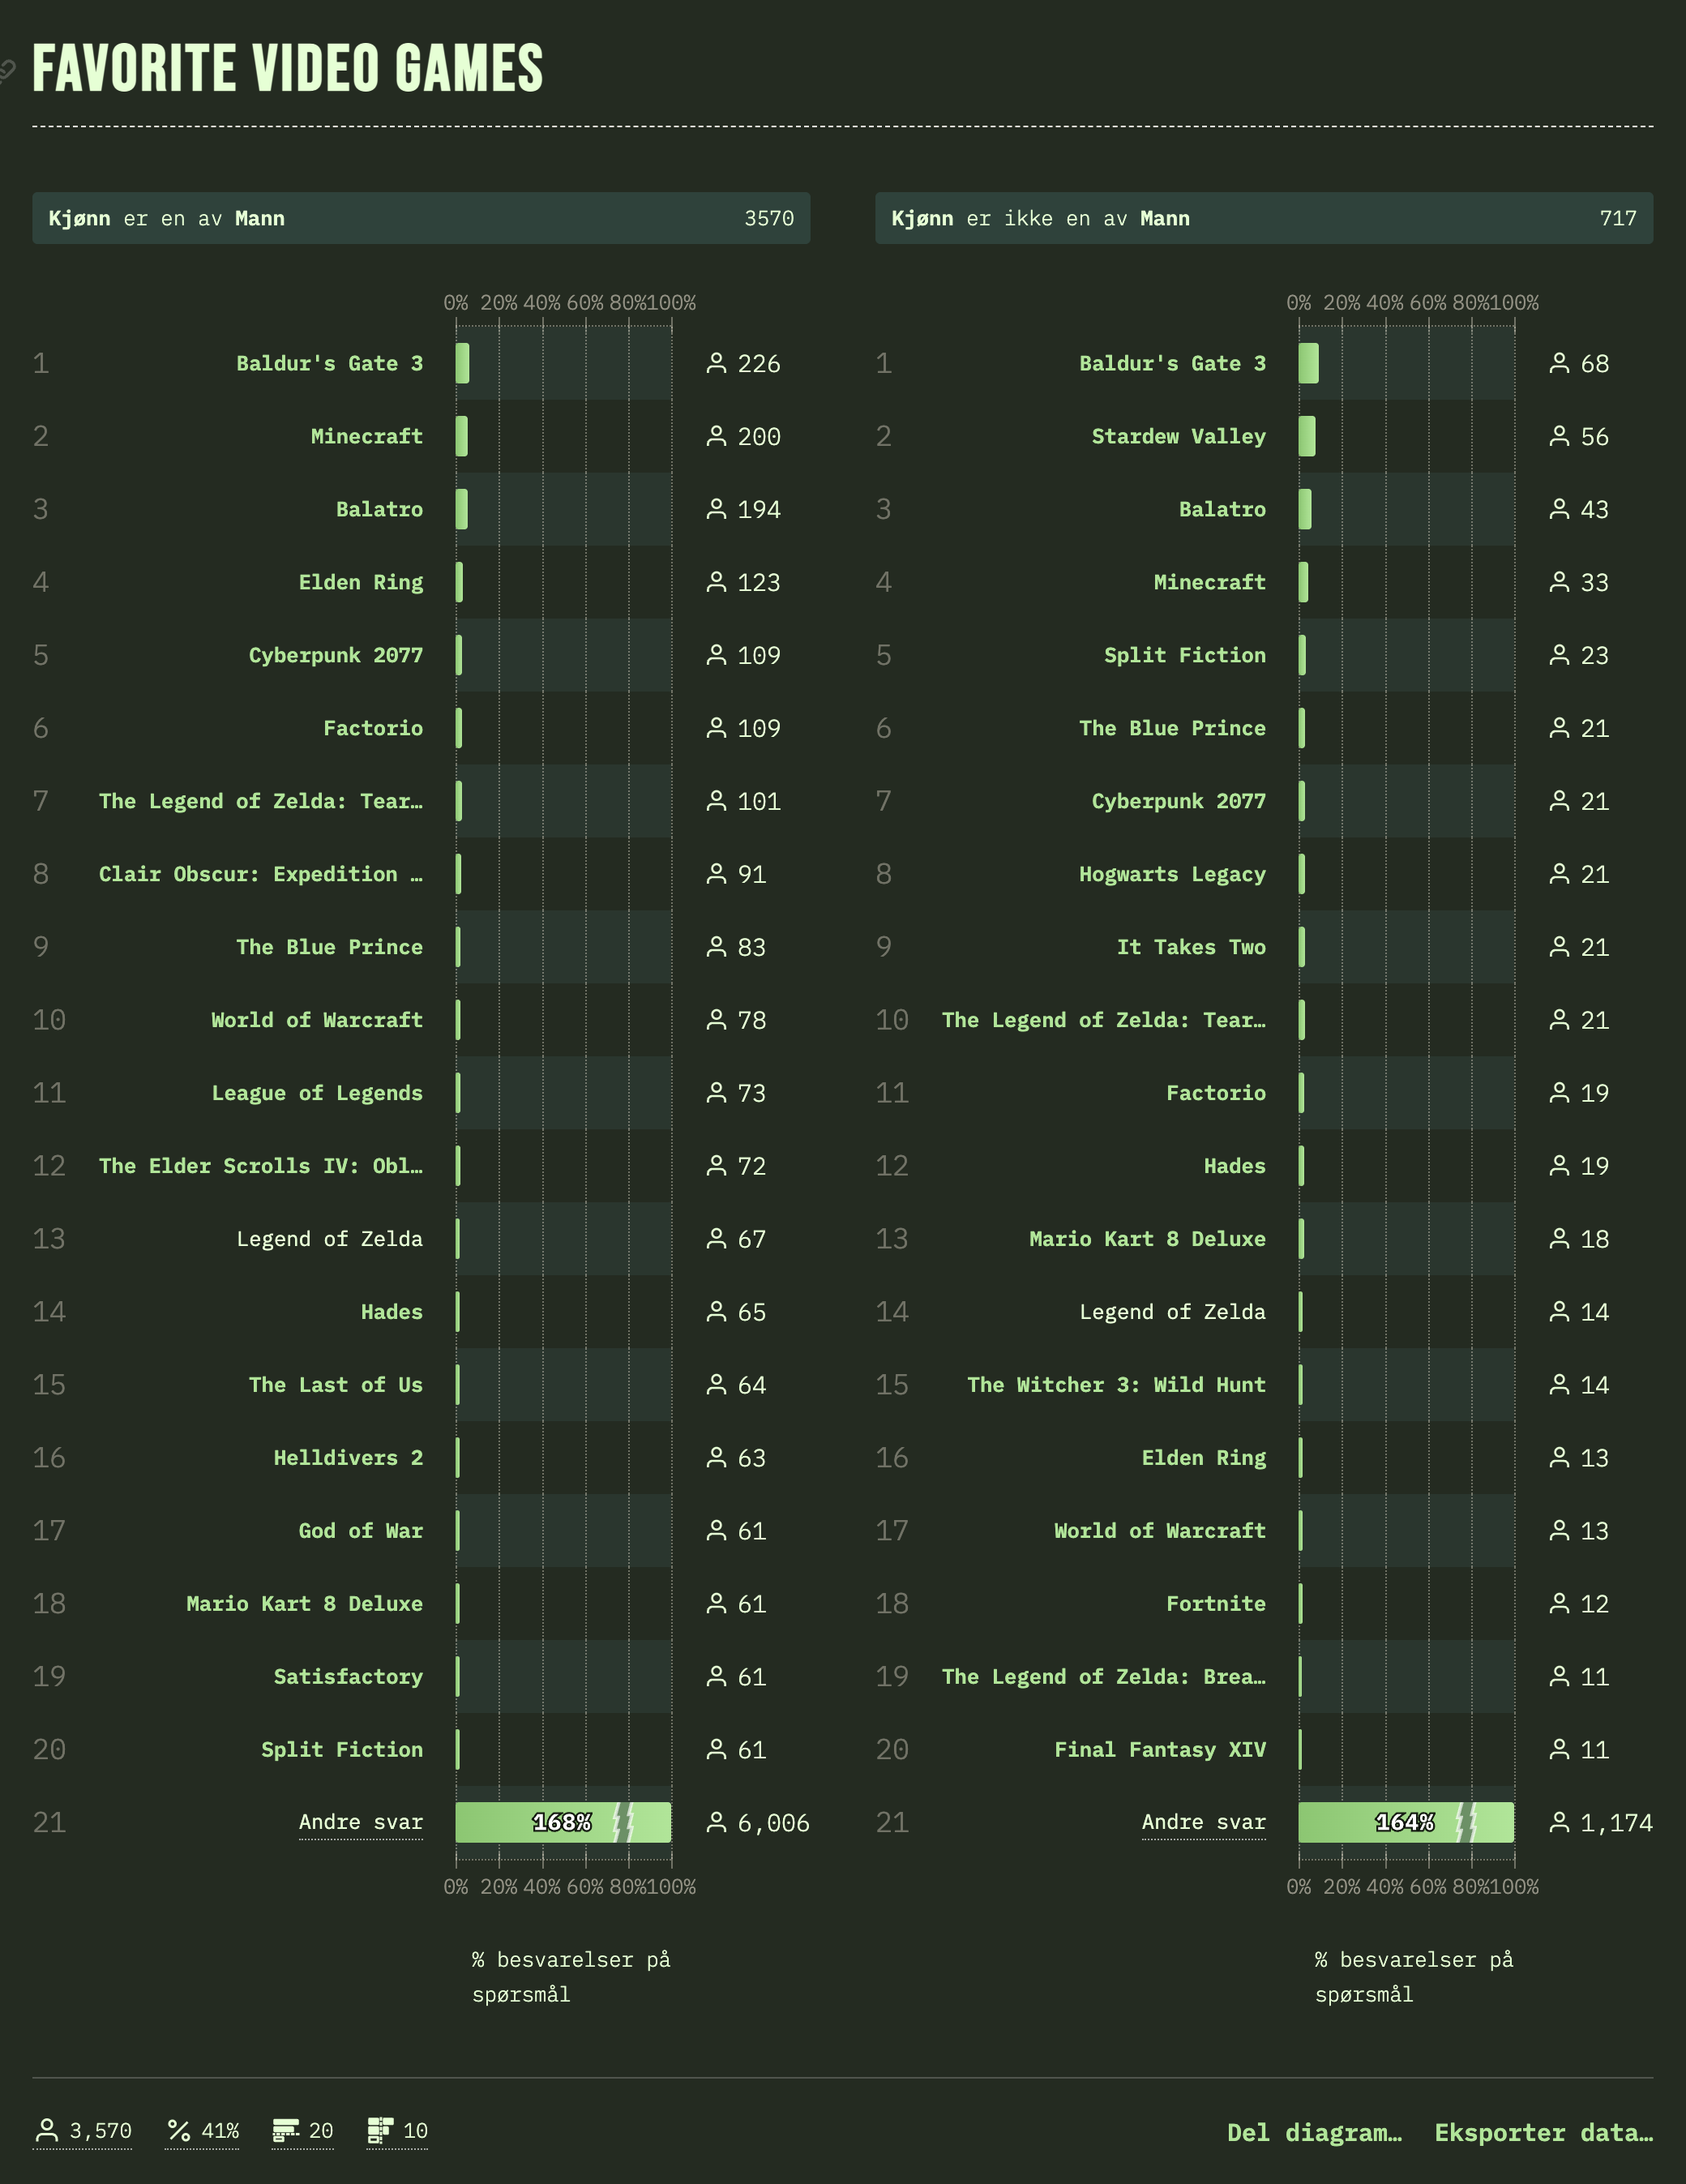 FAVORITE VIDEO GAMES
Kjønn er en av Mann 3570
0% 20% 40% 60% 80% 100%
1 Baldur's Gate 3 226
2 Minecraft 200
3 Balatro 194
4 Elden Ring 123
5 Cyberpunk 2077 109
6 Factorio 109
7 The Legend of Zelda: Tear… 101
8 Clair Obscur: Expedition … 91
9 The Blue Prince 83
10 World of Warcraft 78
11 League of Legends 73
12 The Elder Scrolls IV: Obl… 72
13 Legend of Zelda 67
14 Hades 65
15 The Last of Us 64
16 Helldivers 2 63
17 God of War 61
18 Mario Kart 8 Deluxe 61
19 Satisfactory 61
20 Split Fiction 61
21 Andre svar 168% 6,006
0% 20% 40% 60% 80% 100%
% besvarelser på
spørsmål
Kjønn er ikke en av Mann 717
0% 20% 40% 60% 80% 100%
1 Baldur's Gate 3 68
2 Stardew Valley 56
3 Balatro 43
4 Minecraft 33
5 Split Fiction 23
6 The Blue Prince 21
7 Cyberpunk 2077 21
8 Hogwarts Legacy 21
9 It Takes Two 21
10 The Legend of Zelda: Tear… 21
11 Factorio 19
12 Hades 19
13 Mario Kart 8 Deluxe 18
14 Legend of Zelda 14
15 The Witcher 3: Wild Hunt 14
16 Elden Ring 13
17 World of Warcraft 13
18 Fortnite 12
19 The Legend of Zelda: Brea… 11
20 Final Fantasy XIV 11
21 Andre svar 164% 1,174
0% 20% 40% 60% 80% 100%
% besvarelser på
spørsmål
3,570 41% 20 10
Del diagram… Eksporter data…